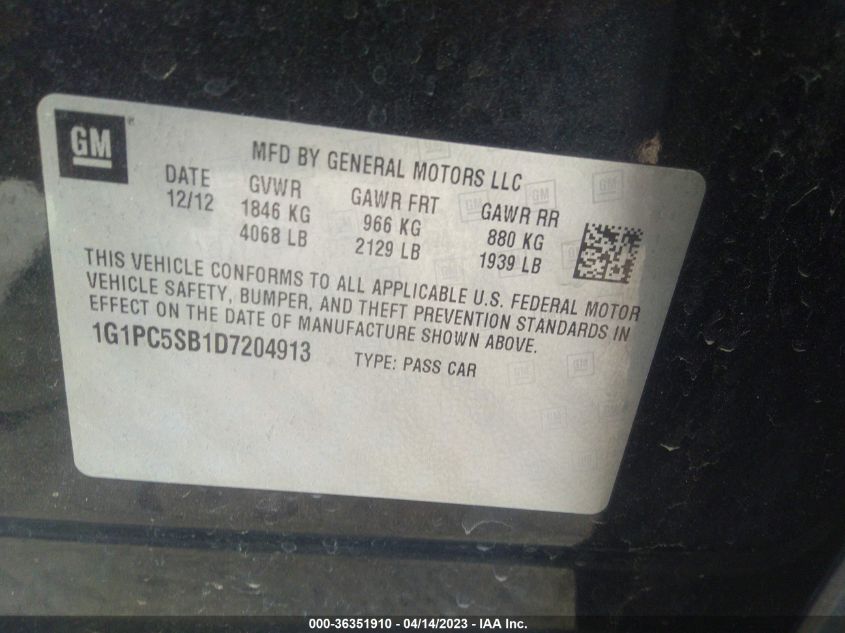 GM
MFD BY GENERAL MOTORS LLC
DATE GVWR GAWR FRT GAWR RR
12/12 1846 KG 966 KG 880 KG
4068 LB 2129 LB 1939 LB
THIS VEHICLE CONFORMS TO ALL APPLICABLE U.S. FEDERAL MOTOR
VEHICLE SAFETY, BUMPER, AND THEFT PREVENTION STANDARDS IN
EFFECT ON THE DATE OF MANUFACTURE SHOWN ABOVE.
1G1PC5SB1D7204913 TYPE: PASS CAR
000-36351910 - 04/14/2023 - IAA Inc.